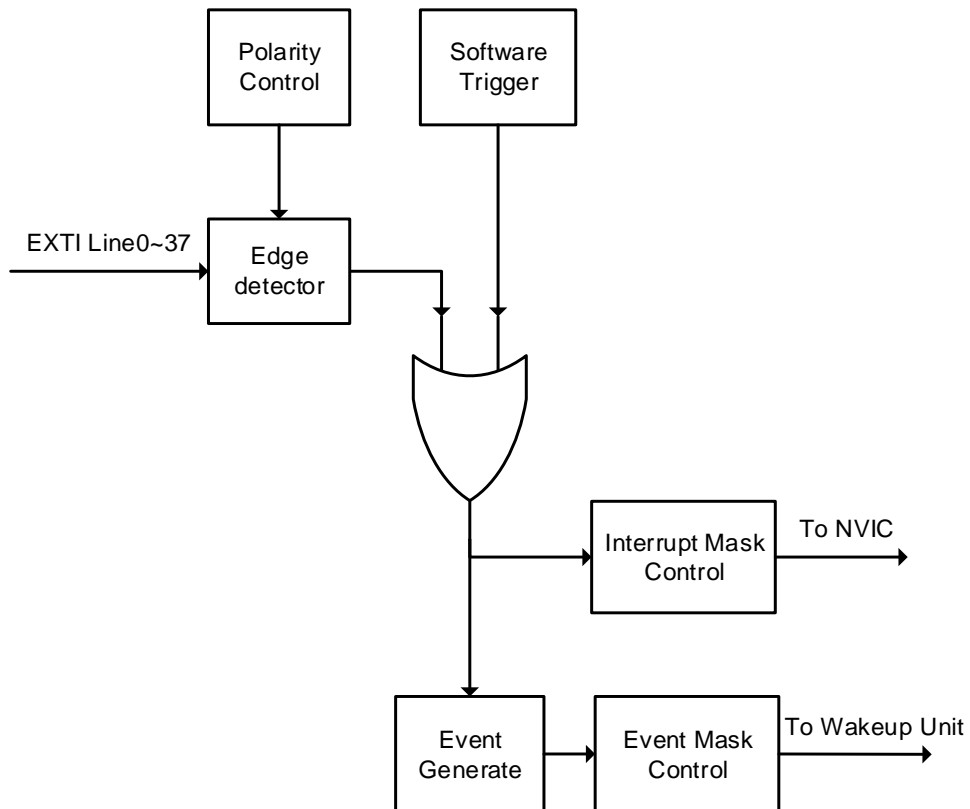 Polarity
Control
Software
Trigger
EXTI Line0~37
Edge
detector
Interrupt Mask
Control
To NVIC
Event
Generate
Event Mask
Control
To Wakeup Unit